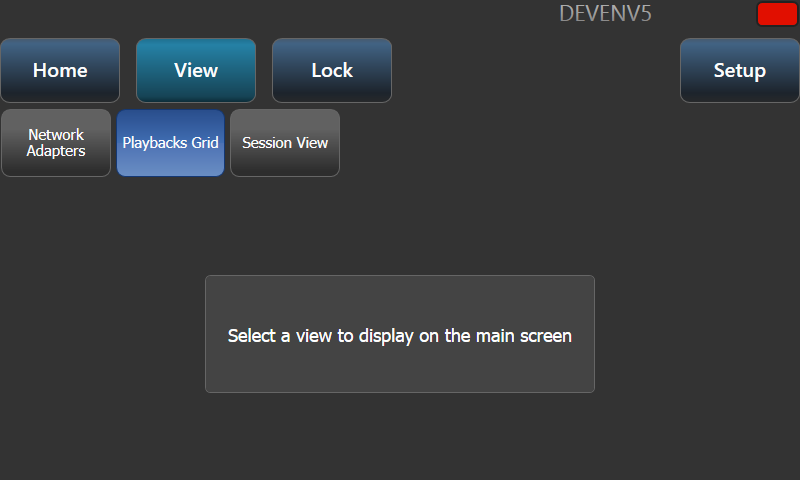 DEVENV5
Home
View
Lock
Setup
Network
Adapters
Playbacks Grid
Session View
Select a view to display on the main screen